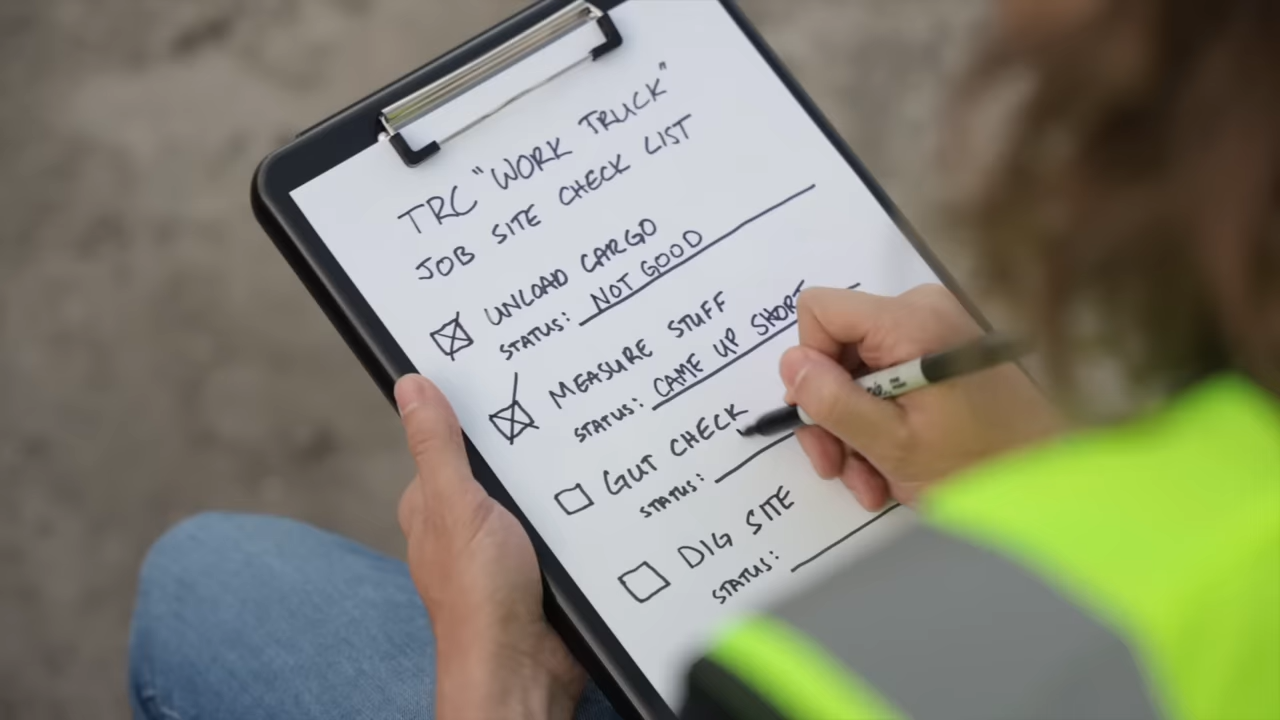 TRC "WORK TRUCK"
JOB SITE CHECK LIST
UNLOAD CARGO
STATUS: NOT GOOD
MEASURE STUFF
STATUS: CAME UP SHORT
GUT CHECK
STATUS:
DIG SITE
STATUS: